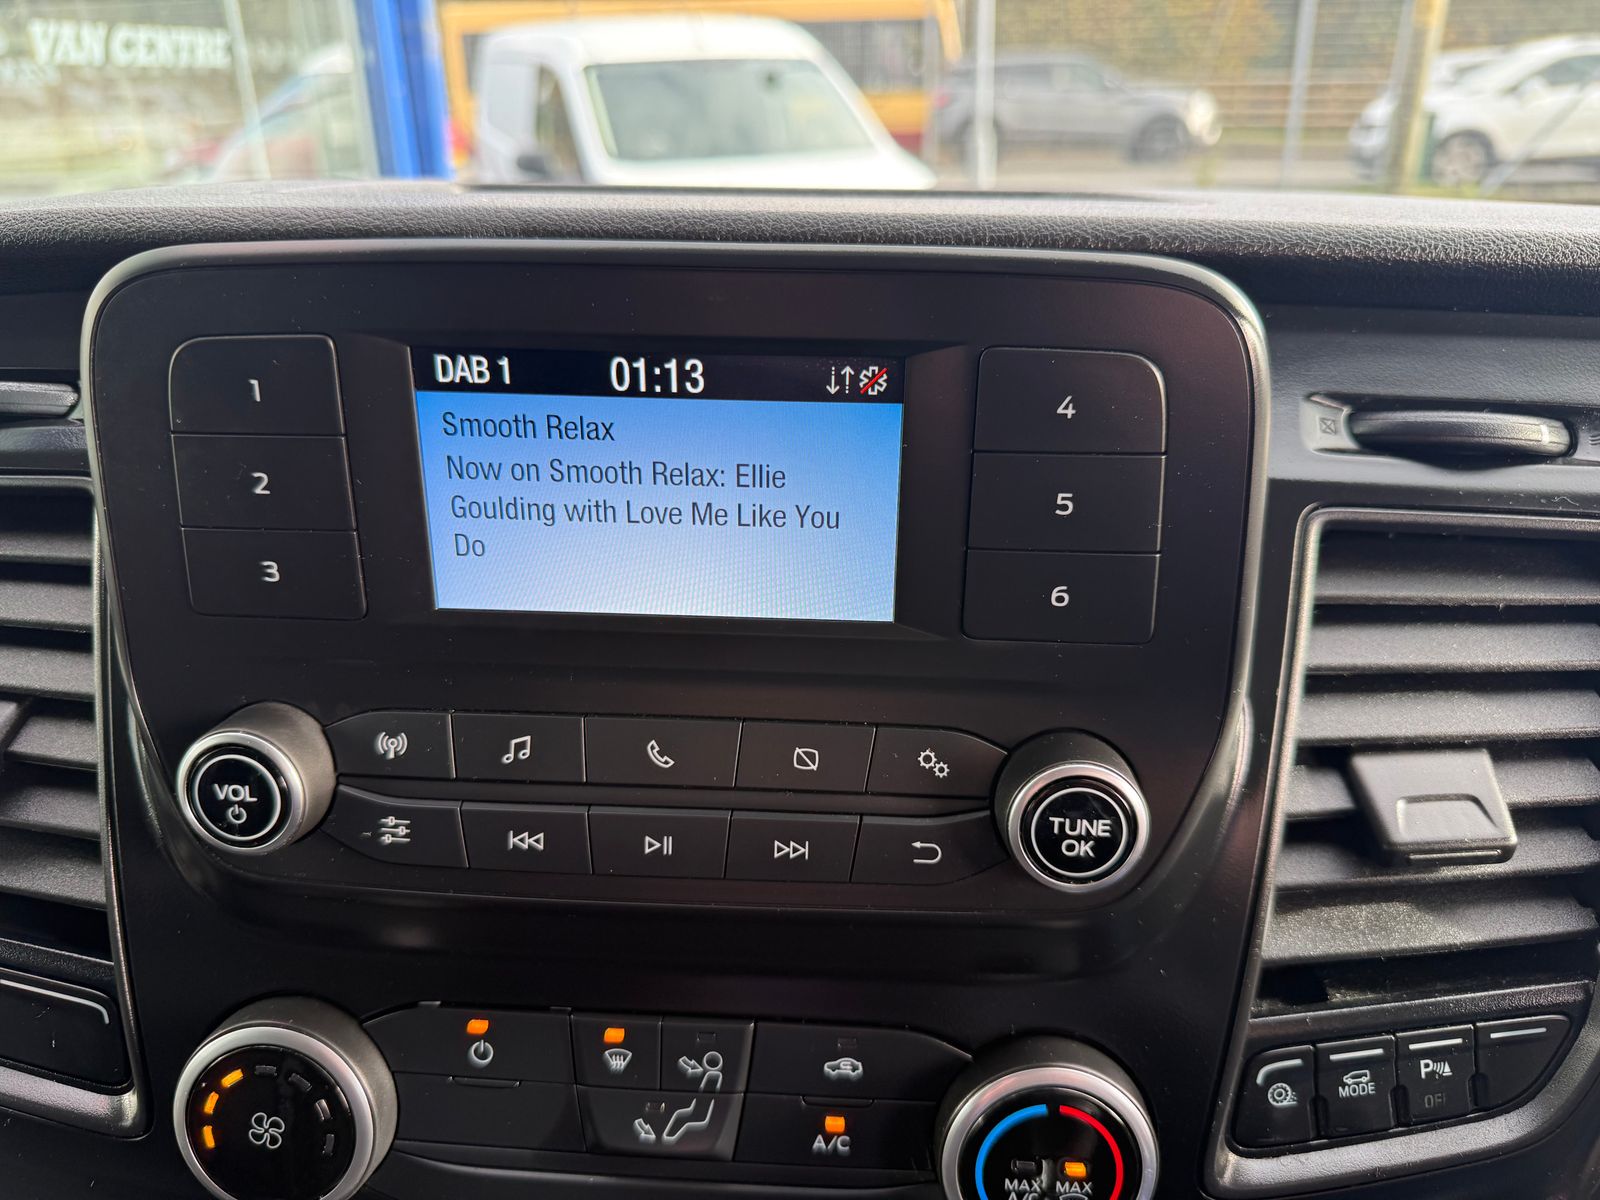 VAN CENTRE
DAB 1 01:13
Smooth Relax
Now on Smooth Relax: Ellie
Goulding with Love Me Like You
Do
1
2
3
4
5
6
VOL
TUNE
OK
A/C
MAX
A/C
MAX
MODE
P
OFF